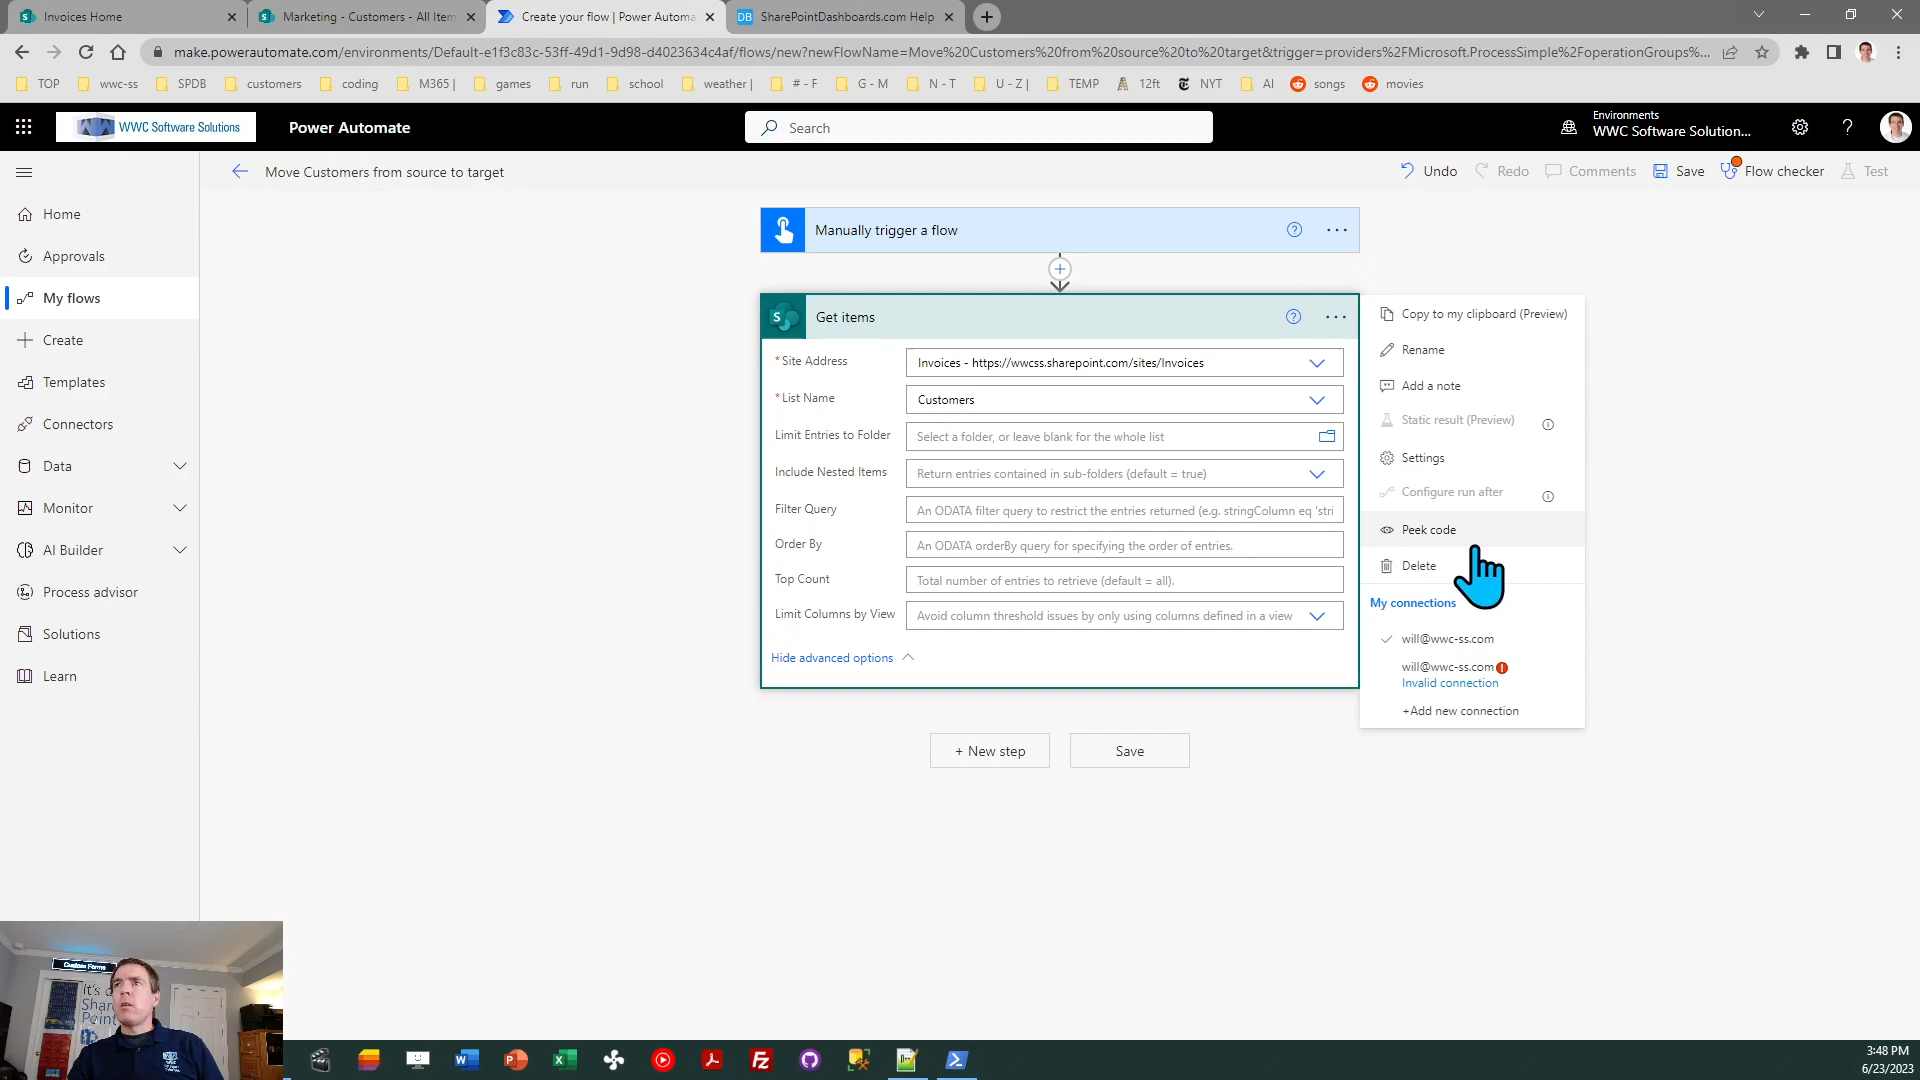 Invoices Home
Marketing - Customers - All Item
Create your flow | Power Automa
DB SharePointDashboards.com Help
make.powerautomate.com/environments/Default-e1f3c83c-53ff-49d1-9d98-d4023634c4af/flows/new?newFlowName=Move%20Customers%20from%20source%20to%20target&trigger=providers%2FMicrosoft.ProcessSimple%2FoperationGroups%...
TOP
wwc-ss
SPDB
customers
coding
M365 |
games
run
school
weather |
# - F
G - M
N - T
U - Z |
TEMP
12ft
NYT
AI
songs
movies
WWC Software Solutions
Power Automate
Search
Environments
WWC Software Solution...
Move Customers from source to target
Undo
Redo
Comments
Save
Flow checker
Test
Home
Approvals
My flows
Create
Templates
Connectors
Data
Monitor
AI Builder
Process advisor
Solutions
Learn
Manually trigger a flow
Get items
* Site Address
Invoices - https://wwcss.sharepoint.com/sites/Invoices
* List Name
Customers
Limit Entries to Folder
Select a folder, or leave blank for the whole list
Include Nested Items
Return entries contained in sub-folders (default = true)
Filter Query
An ODATA filter query to restrict the entries returned (e.g. stringColumn eq 'stri
Order By
An ODATA orderBy query for specifying the order of entries.
Top Count
Total number of entries to retrieve (default = all).
Limit Columns by View
Avoid column threshold issues by only using columns defined in a view
Hide advanced options
+ New step
Save
Copy to my clipboard (Preview)
Rename
Add a note
Static result (Preview)
Settings
Configure run after
Peek code
Delete
My connections
will@wwc-ss.com
will@wwc-ss.com
Invalid connection
+Add new connection
Custom Forms
It's
Shar
Poin
3:48 PM
6/23/2023